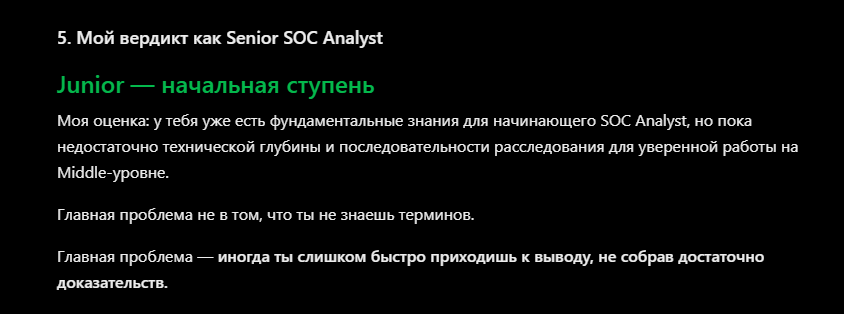 5. Мой вердикт как Senior SOC Analyst
Junior — начальная ступень
Моя оценка: у тебя уже есть фундаментальные знания для начинающего SOC Analyst, но пока
недостаточно технической глубины и последовательности расследования для уверенной работы на
Middle-уровне.
Главная проблема не в том, что ты не знаешь терминов.
Главная проблема — иногда ты слишком быстро приходишь к выводу, не собрав достаточно
доказательств.